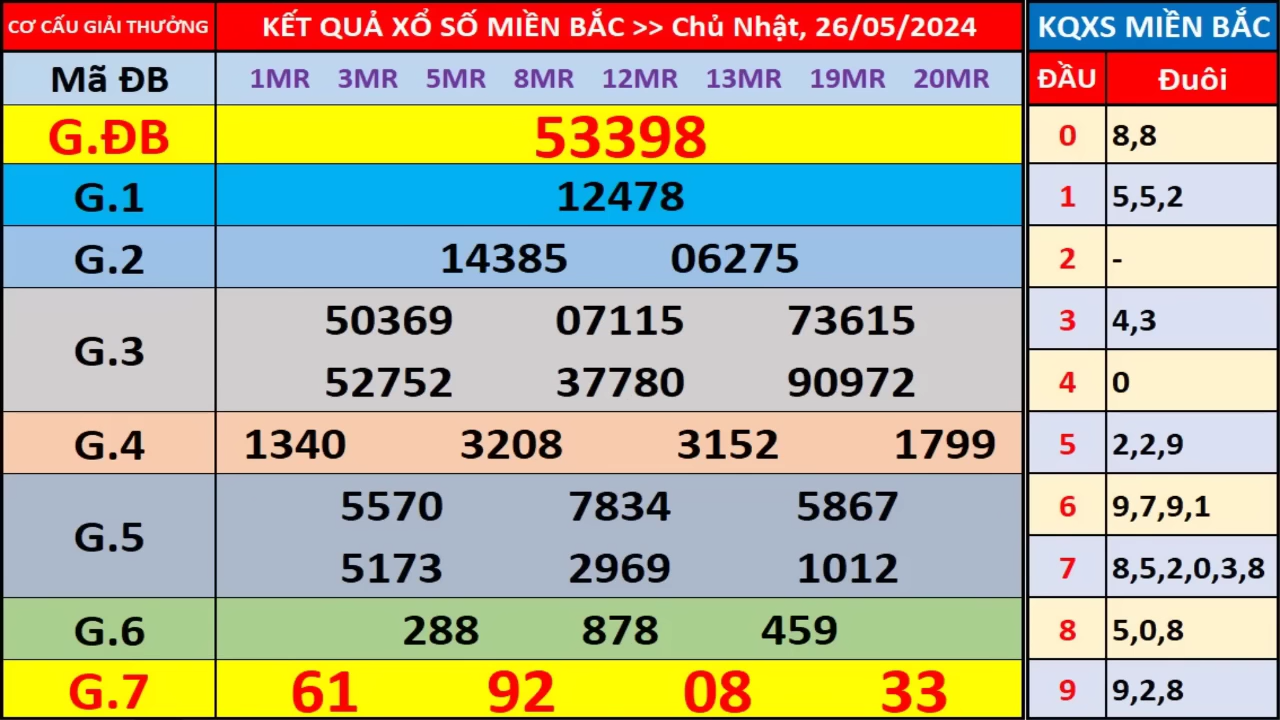 CƠ CẤU GIẢI THƯỞNG
KẾT QUẢ XỔ SỐ MIỀN BẮC >> Chủ Nhật, 26/05/2024
Mã ĐB 1MR 3MR 5MR 8MR 12MR 13MR 19MR 20MR
G.ĐB 53398
G.1 12478
G.2 14385 06275
G.3
50369 07115 73615
52752 37780 90972
G.4 1340 3208 3152 1799
G.5
5570 7834 5867
5173 2969 1012
G.6 288 878 459
G.7 61 92 08 33
KQXS MIỀN BẮC
ĐẦU Đuôi
0 8,8
1 5,5,2
2 -
3 4,3
4 0
5 2,2,9
6 9,7,9,1
7 8,5,2,0,3,8
8 5,0,8
9 9,2,8